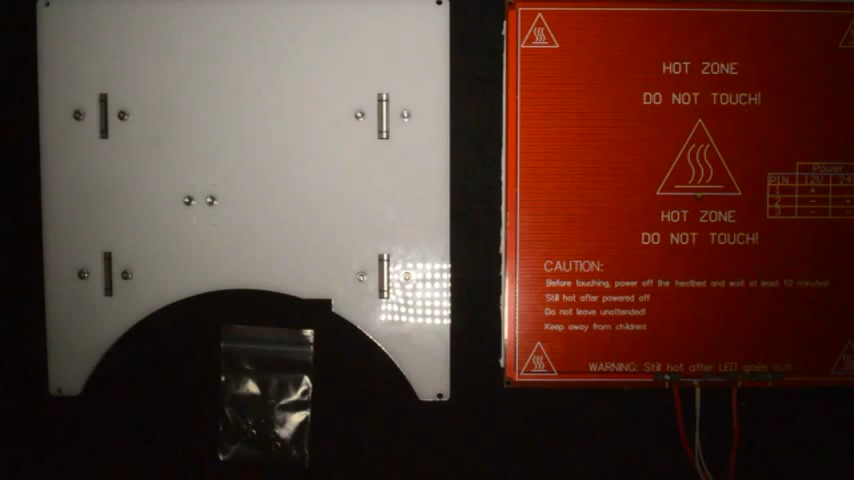 HOT ZONE
DO NOT TOUCH!
HOT ZONE
DO NOT TOUCH!
Power
PIN 12V
1 +
2 -
3 -
CAUTION:
Before touching, power off the heatbed and wait at least 10 minutes!
Still hot after powered off
Do not leave unattended!
Keep away from children!
WARNING: Still hot after LED goes out!